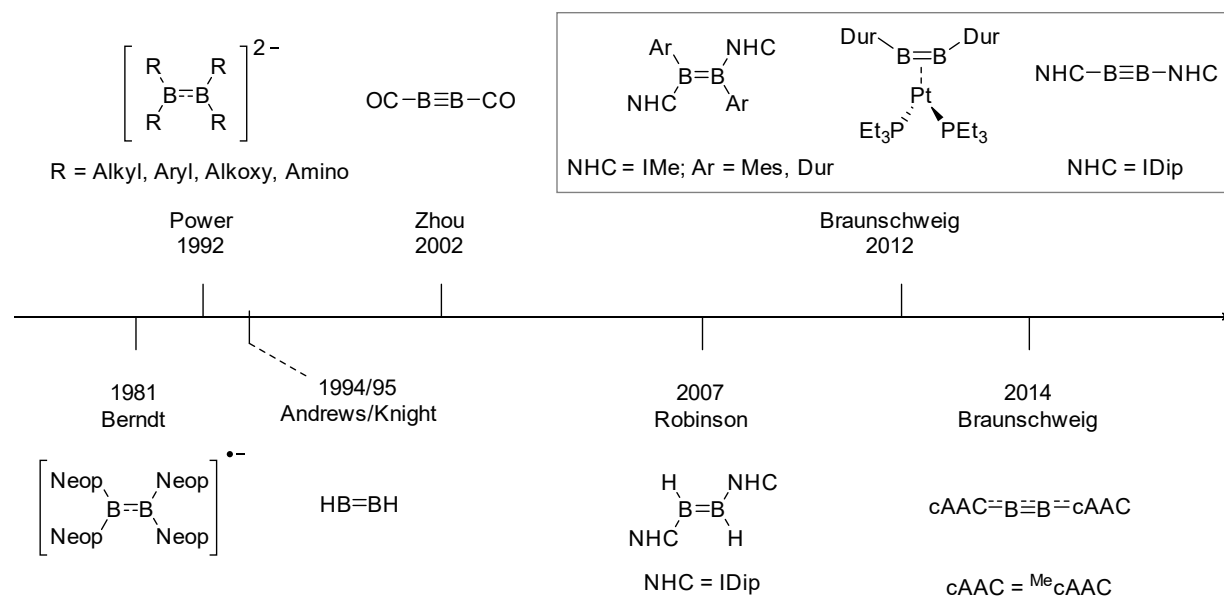 R R 2–
B B
R R
R = Alkyl, Aryl, Alkoxy, Amino
OC–B≡B–CO
Ar NHC
B=B
NHC Ar
NHC = IMe; Ar = Mes, Dur
Dur Dur
B=B
Pt
Et₃P PEt₃
NHC–B≡B–NHC
NHC = IDip
Power
1992
Zhou
2002
Braunschweig
2012
1981
Berndt
1994/95
Andrews/Knight
2007
Robinson
2014
Braunschweig
Neop Neop •–
B B
Neop Neop
HB=BH
H NHC
B=B
NHC H
NHC = IDip
cAAC B B cAAC
cAAC = ᴹᵉcAAC